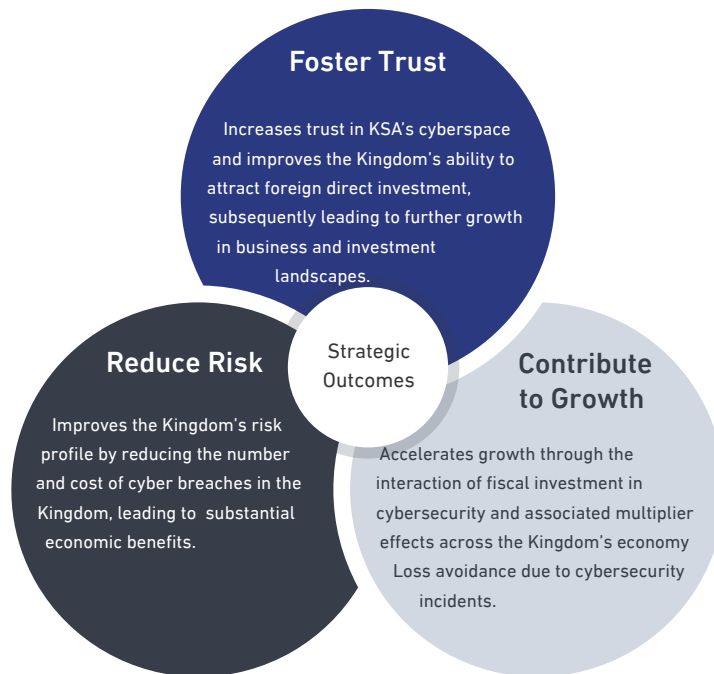 Foster Trust
Increases trust in KSA's cyberspace
and improves the Kingdom's ability to
attract foreign direct investment,
subsequently leading to further growth
in business and investment
landscapes.
Strategic
Outcomes
Reduce Risk
Improves the Kingdom's risk
profile by reducing the number
and cost of cyber breaches in the
Kingdom, leading to substantial
economic benefits.
Contribute
to Growth
Accelerates growth through the
interaction of fiscal investment in
cybersecurity and associated multiplier
effects across the Kingdom's economy
Loss avoidance due to cybersecurity
incidents.